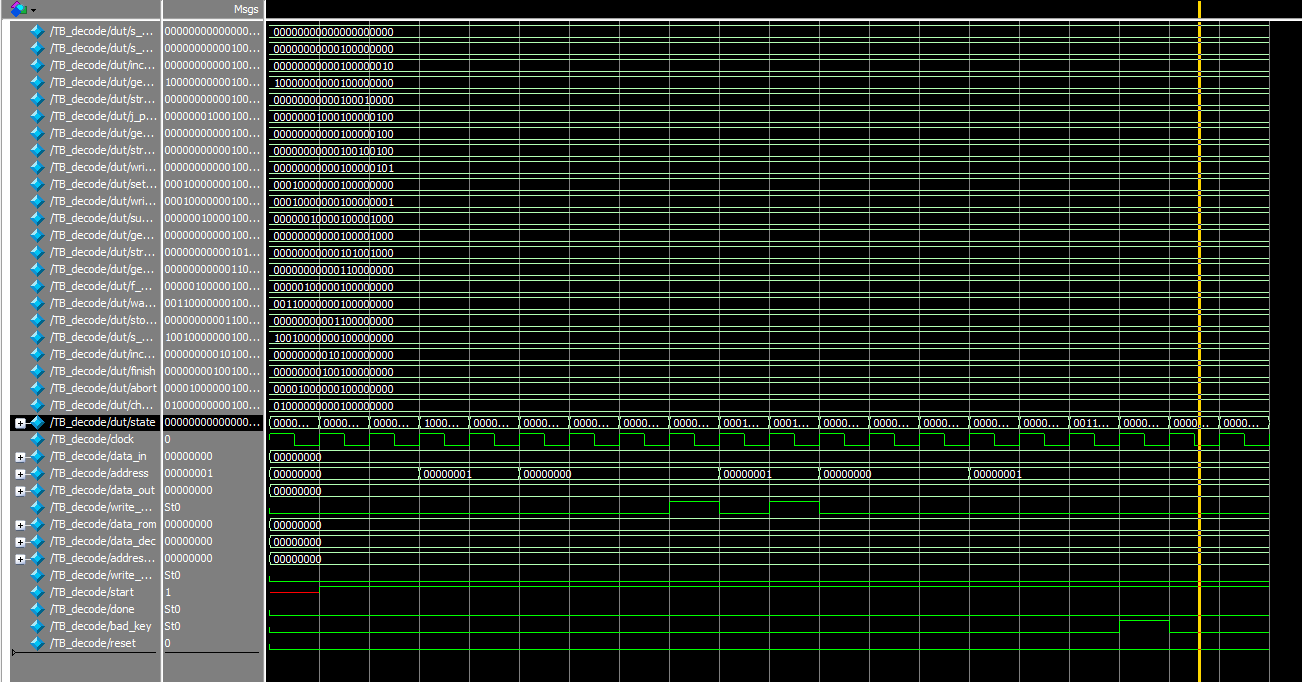 Msgs
/TB_decode/dut/s_... 00000000000000... 00000000000000000000
/TB_decode/dut/s_... 00000000000100... 00000000000100000000
/TB_decode/dut/inc... 00000000000100... 00000000000100000010
/TB_decode/dut/ge... 10000000000100... 10000000000100000000
/TB_decode/dut/str... 00000000000100... 00000000000100010000
/TB_decode/dut/j_p... 00000001000100... 00000001000100000100
/TB_decode/dut/ge... 00000000000100... 00000000000100000100
/TB_decode/dut/str... 00000000000100... 00000000000100100100
/TB_decode/dut/wri... 00000000000100... 00000000000100000101
/TB_decode/dut/set... 00010000000100... 00010000000100000000
/TB_decode/dut/wri... 00010000000100... 00010000000100000001
/TB_decode/dut/su... 00000010000100... 00000010000100001000
/TB_decode/dut/ge... 00000000000100... 00000000000100001000
/TB_decode/dut/str... 00000000000101... 00000000000101001000
/TB_decode/dut/ge... 00000000000110... 00000000000110000000
/TB_decode/dut/f_... 00000100000100... 00000100000100000000
/TB_decode/dut/wa... 00110000000100... 00110000000100000000
/TB_decode/dut/sto... 00000000001100... 00000000001100000000
/TB_decode/dut/s_... 10010000000100... 10010000000100000000
/TB_decode/dut/inc... 00000000010100... 00000000010100000000
/TB_decode/dut/finish 00000000100100... 00000000100100000000
/TB_decode/dut/abort 00001000000100... 00001000000100000000
/TB_decode/dut/ch... 01000000000100... 01000000000100000000
/TB_decode/dut/state 00000000000000... 0000... 0000... 0000... 1000... 0000... 0000... 0000... 0000... 0000... 0001... 0001... 0000... 0000... 0000... 0000... 0000... 0011... 0000... 0000... 0000...
/TB_decode/clock 0
/TB_decode/data_in 00000000 00000000
/TB_decode/address 00000001 00000000 00000001 00000000 00000001 00000000 00000001
/TB_decode/data_out 00000000 00000000
/TB_decode/write_... St0
/TB_decode/data_rom 00000000 00000000
/TB_decode/data_dec 00000000 00000000
/TB_decode/addres... 00000000 00000000
/TB_decode/write_... St0
/TB_decode/start 1
/TB_decode/done St0
/TB_decode/bad_key St0
/TB_decode/reset 0